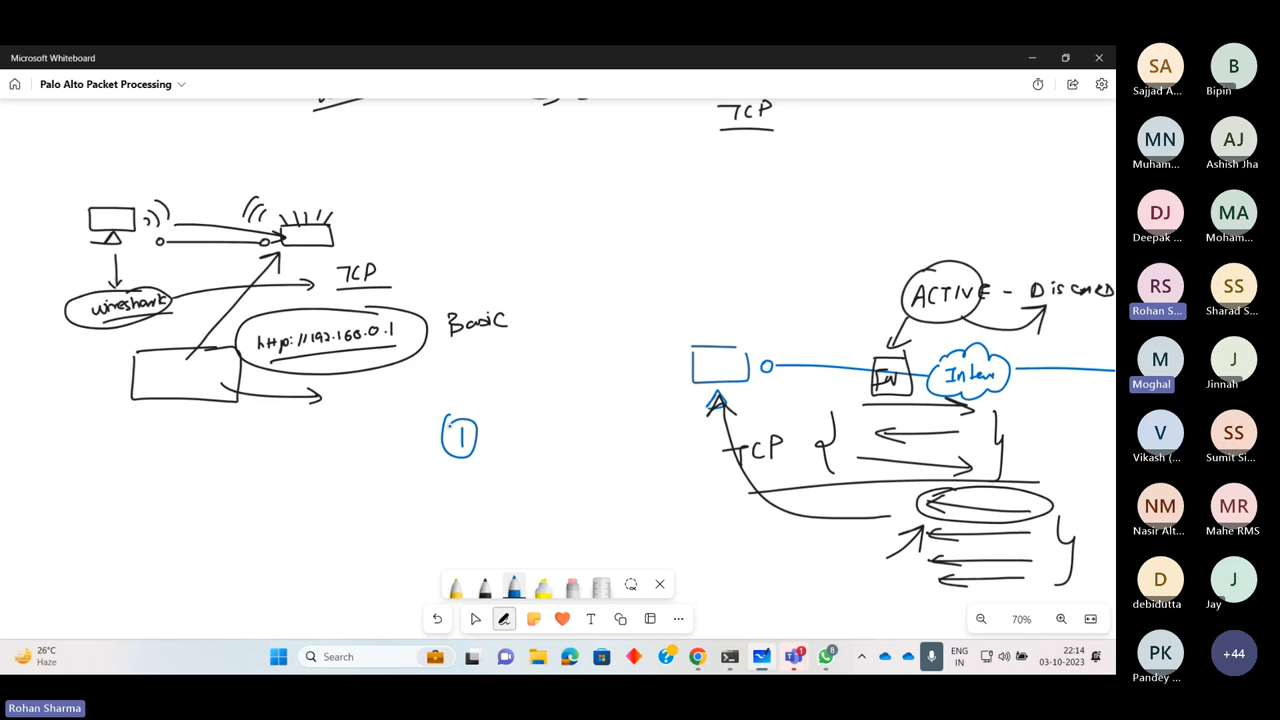 Microsoft Whiteboard
Palo Alto Packet Processing
TCP
wireshark
TCP
http://192.168.0.1
Basic
1
ACTIVE - Discard
FW
Intern
TCP
70%
26°C
Haze
Search
ENG
IN
22:14
03-10-2023
1
8
SA
Sajjad A...
B
Bipin
MN
Muham...
AJ
Ashish Jha
DJ
Deepak ...
MA
Moham...
RS
Rohan S...
SS
Sharad S...
M
Moghal
J
Jinnah
V
Vikash (...
SS
Sumit Si...
NM
Nasir Alt...
MR
Mahe RMS
D
debidutta
J
Jay
PK
Pandey ...
+44
Rohan Sharma